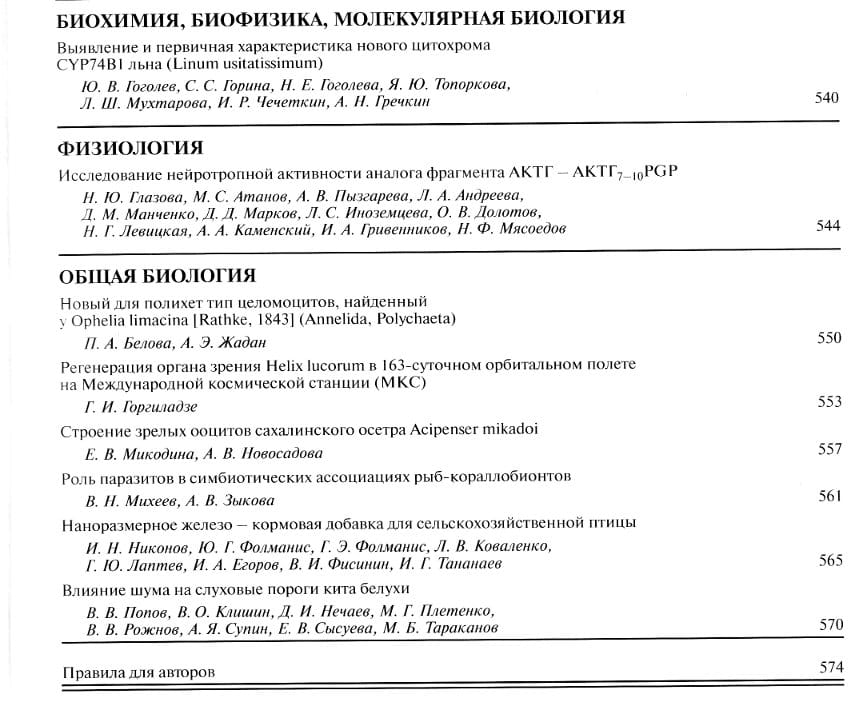 БИОХИМИЯ, БИОФИЗИКА, МОЛЕКУЛЯРНАЯ БИОЛОГИЯ
Выявление и первичная характеристика нового цитохрома
CYP74B1 льна (Linum usitatissimum)
Ю. В. Гоголев, С. С. Горина, Н. Е. Гоголева, Я. Ю. Топоркова,
Л. Ш. Мухтарова, И. Р. Чечеткин, А. Н. Гречкин 540
ФИЗИОЛОГИЯ
Исследование нейротропной активности аналога фрагмента АКТГ – АКТГ₇₋₁₀PGP
Н. Ю. Глазова, М. С. Атанов, А. В. Пызгарева, Л. А. Андреева,
Д. М. Манченко, Д. Д. Марков, Л. С. Иноземцева, О. В. Долотов,
Н. Г. Левицкая, А. А. Каменский, И. А. Гривенников, Н. Ф. Мясоедов 544
ОБЩАЯ БИОЛОГИЯ
Новый для полихет тип целомоцитов, найденный
у Ophelia limacina [Rathke, 1843] (Annelida, Polychaeta)
П. А. Белова, А. Э. Жадан 550
Регенерация органа зрения Helix lucorum в 163-суточном орбитальном полете
на Международной космической станции (МКС)
Г. И. Горгиладзе 553
Строение зрелых ооцитов сахалинского осетра Acipenser mikadoi
Е. В. Микодина, А. В. Новосадова 557
Роль паразитов в симбиотических ассоциациях рыб-кораллобионтов
В. Н. Михеев, А. В. Зыкова 561
Наноразмерное железо – кормовая добавка для сельскохозяйственной птицы
И. Н. Никонов, Ю. Г. Фолманис, Г. Э. Фолманис, Л. В. Коваленко,
Г. Ю. Лаптев, И. А. Егоров, В. И. Фисинин, И. Г. Тананаев 565
Влияние шума на слуховые пороги кита белухи
В. В. Попов, В. О. Клишин, Д. И. Нечаев, М. Г. Плетенко,
В. В. Рожнов, А. Я. Супин, Е. В. Сысуева, М. Б. Тараканов 570
Правила для авторов 574